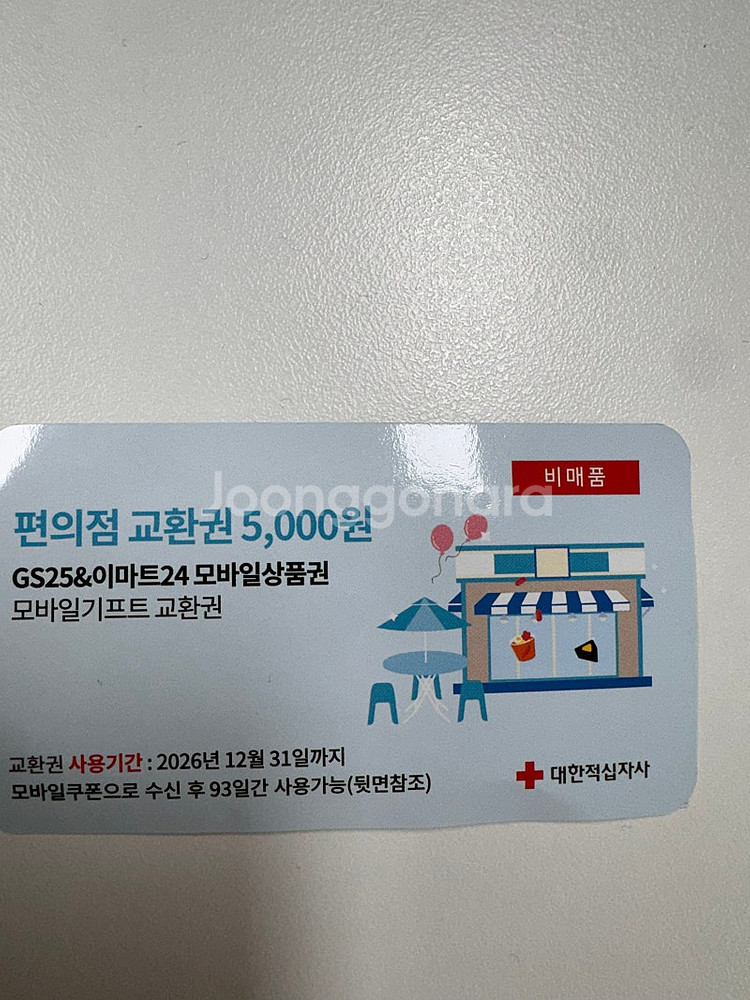 비매품
Joonggonara
편의점 교환권 5,000원
GS25&이마트24 모바일상품권
모바일기프트 교환권
교환권 사용기간 : 2026년 12월 31일까지
모바일쿠폰으로 수신 후 93일간 사용가능(뒷면참조)
대한적십자사